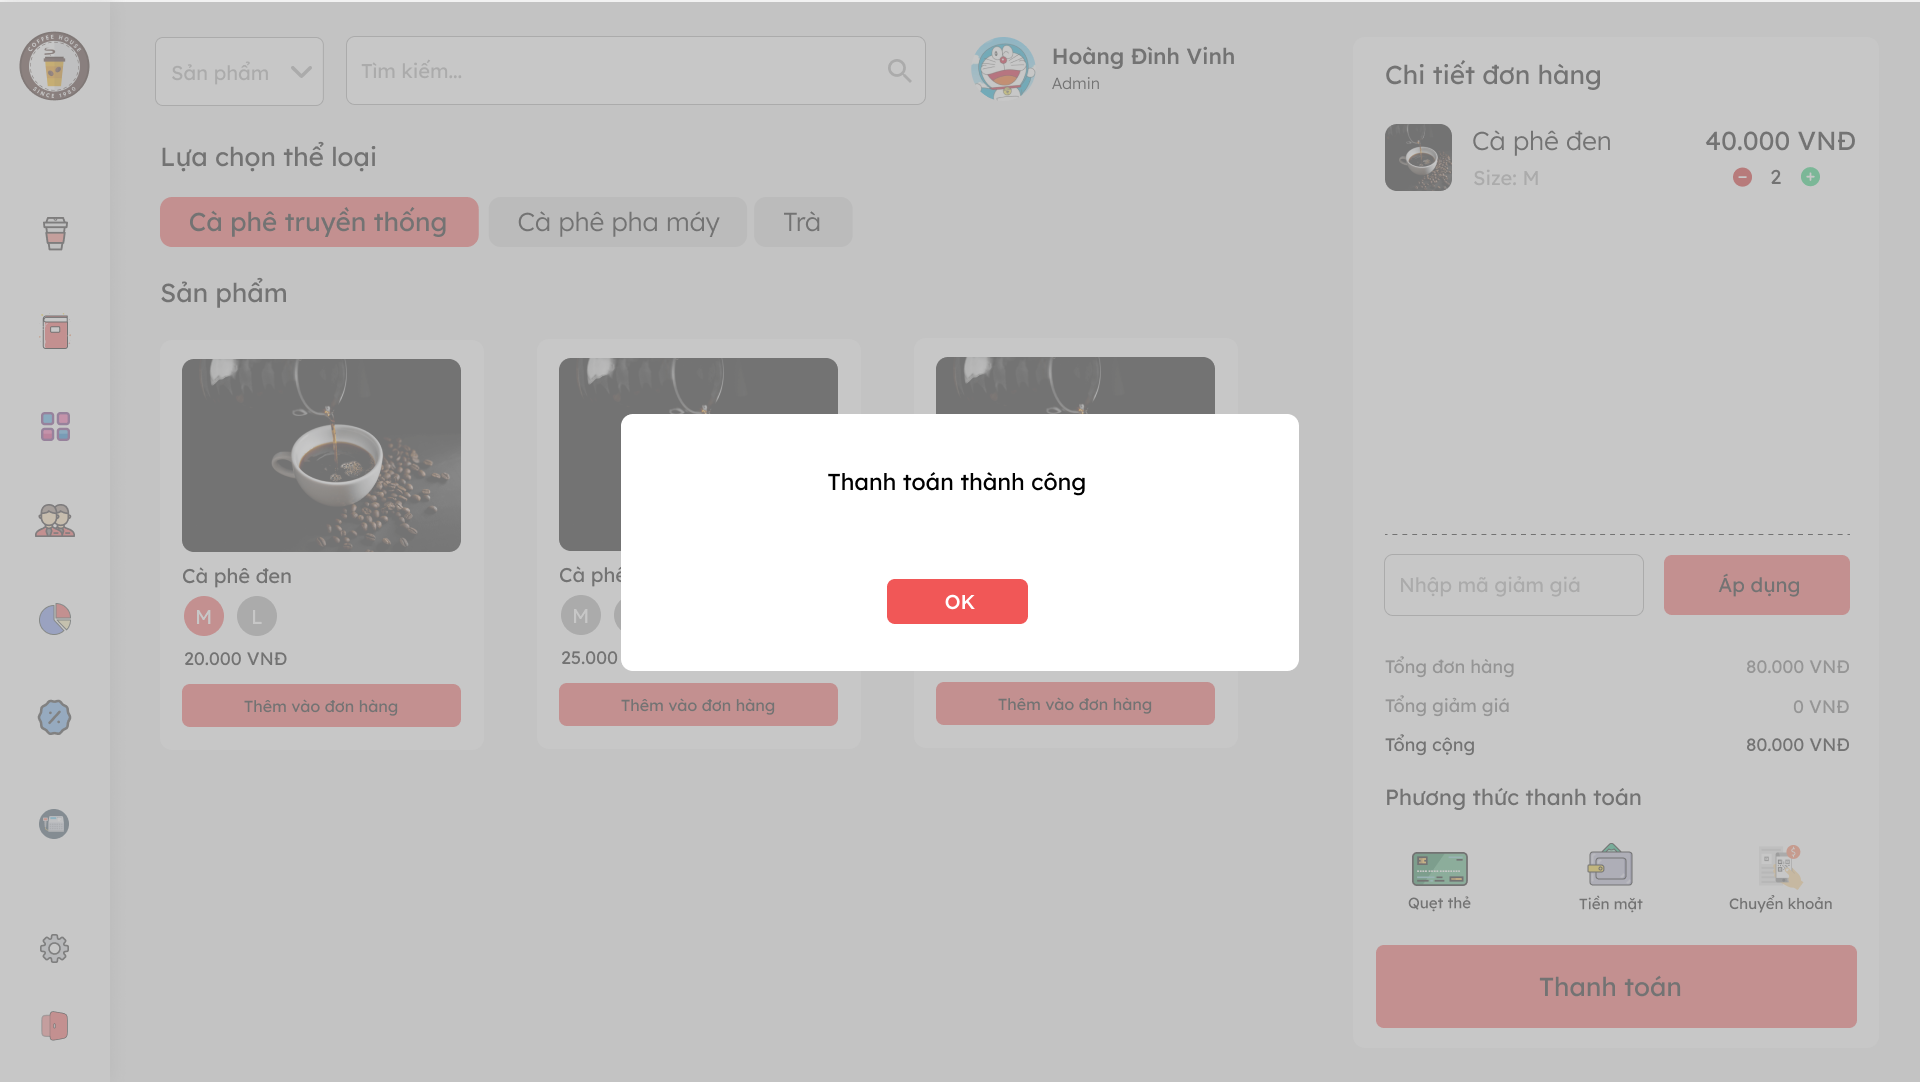 COFFEE HOUSE
SINCE 1990
Sản phẩm
Tìm kiếm...
Hoàng Đình Vinh
Admin
Lựa chọn thể loại
Cà phê truyền thống
Cà phê pha máy
Trà
Sản phẩm
Cà phê đen
M
L
20.000 VNĐ
Thêm vào đơn hàng
Cà phê
M
25.000
Thêm vào đơn hàng
Thêm vào đơn hàng
Thanh toán thành công
OK
Chi tiết đơn hàng
Cà phê đen
40.000 VNĐ
Size: M
2
Nhập mã giảm giá
Áp dụng
Tổng đơn hàng
80.000 VNĐ
Tổng giảm giá
0 VNĐ
Tổng cộng
80.000 VNĐ
Phương thức thanh toán
Quẹt thẻ
Tiền mặt
Chuyển khoản
Thanh toán